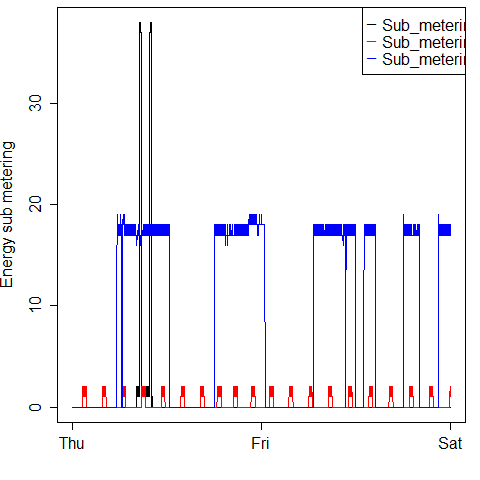 Sub_meterin
Sub_meterin
Sub_meterin
Energy sub metering
30
20
10
0
Thu Fri Sat